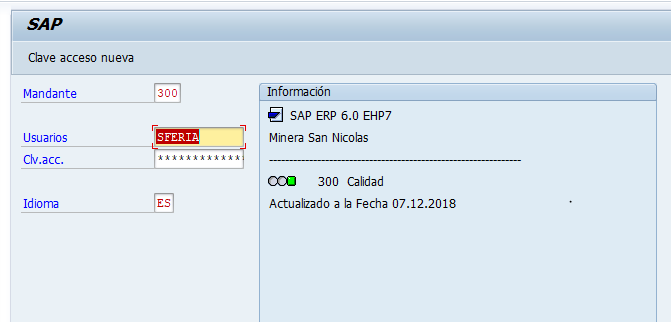 SAP
Clave acceso nueva
Mandante 300
Usuarios SFERIA
Clv.acc. *************
Idioma ES
Información
SAP ERP 6.0 EHP7
Minera San Nicolas
------------------------------------------------------------
300 Calidad
Actualizado a la Fecha 07.12.2018 .